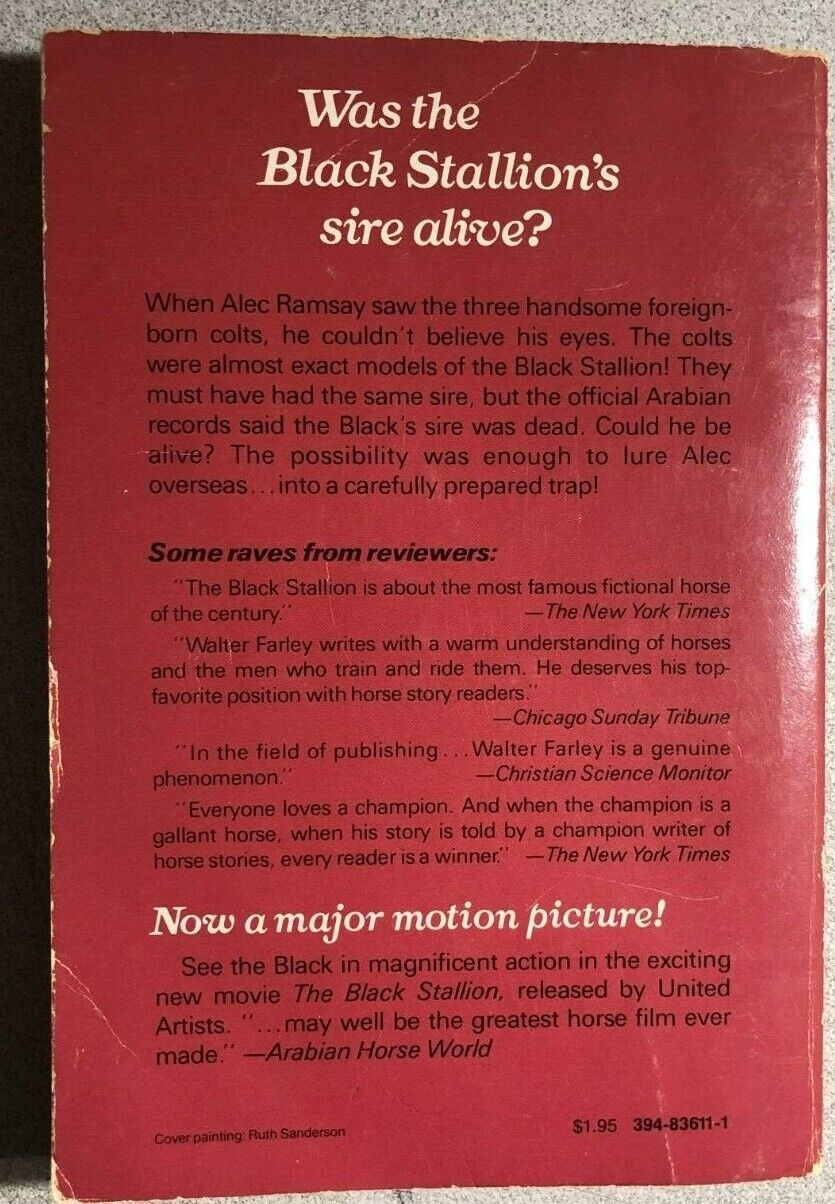 Was the
Black Stallion's
sire alive?
When Alec Ramsay saw the three handsome foreign-
born colts, he couldn't believe his eyes. The colts
were almost exact models of the Black Stallion! They
must have had the same sire, but the official Arabian
records said the Black's sire was dead. Could he be
alive? The possibility was enough to lure Alec
overseas...into a carefully prepared trap!
Some raves from reviewers:
"The Black Stallion is about the most famous fictional horse
of the century." —The New York Times
"Walter Farley writes with a warm understanding of horses
and the men who train and ride them. He deserves his top-
favorite position with horse story readers."
—Chicago Sunday Tribune
"In the field of publishing...Walter Farley is a genuine
phenomenon." —Christian Science Monitor
"Everyone loves a champion. And when the champion is a
gallant horse, when his story is told by a champion writer of
horse stories, every reader is a winner." —The New York Times
Now a major motion picture!
See the Black in magnificent action in the exciting
new movie The Black Stallion, released by United
Artists. "...may well be the greatest horse film ever
made." —Arabian Horse World
Cover painting: Ruth Sanderson $1.95 394-83611-1